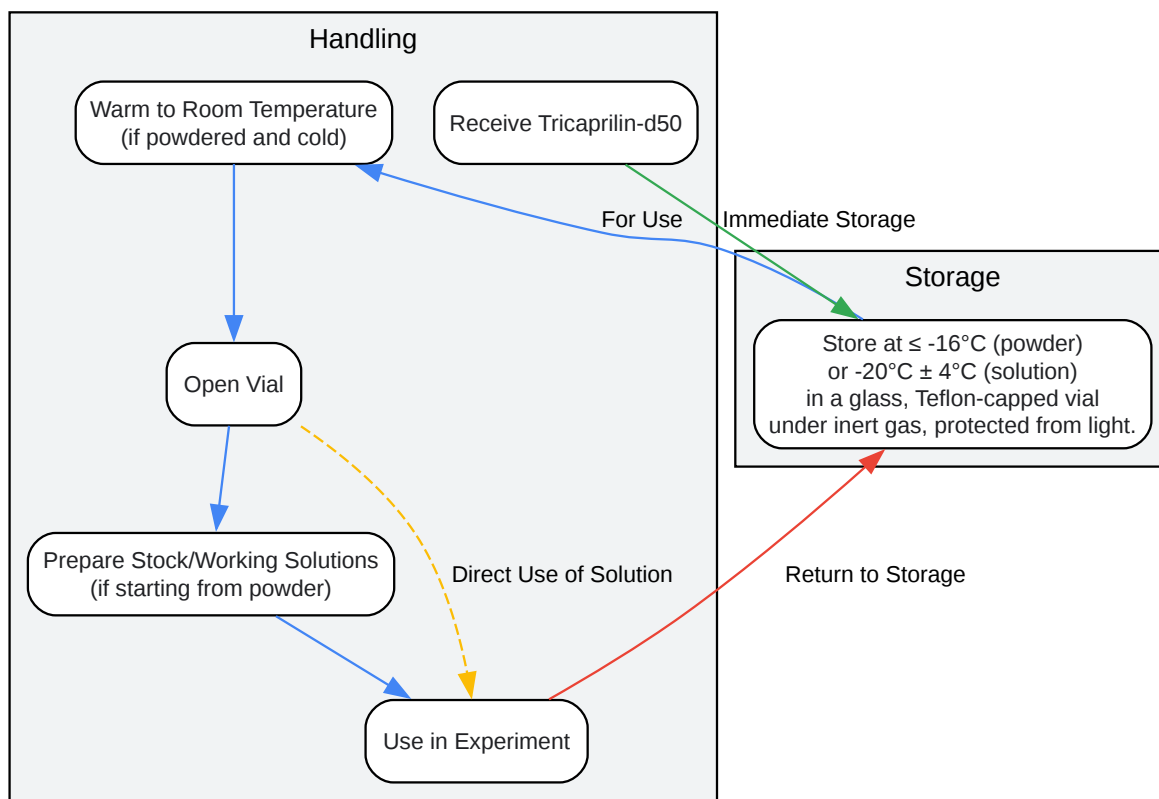 Handling
Warm to Room Temperature
(if powdered and cold)
Receive Tricaprilin-d50
For Use
Immediate Storage
Storage
Store at ≤ -16°C (powder)
or -20°C ± 4°C (solution)
in a glass, Teflon-capped vial
under inert gas, protected from light.
Open Vial
Prepare Stock/Working Solutions
(if starting from powder)
Direct Use of Solution
Return to Storage
Use in Experiment